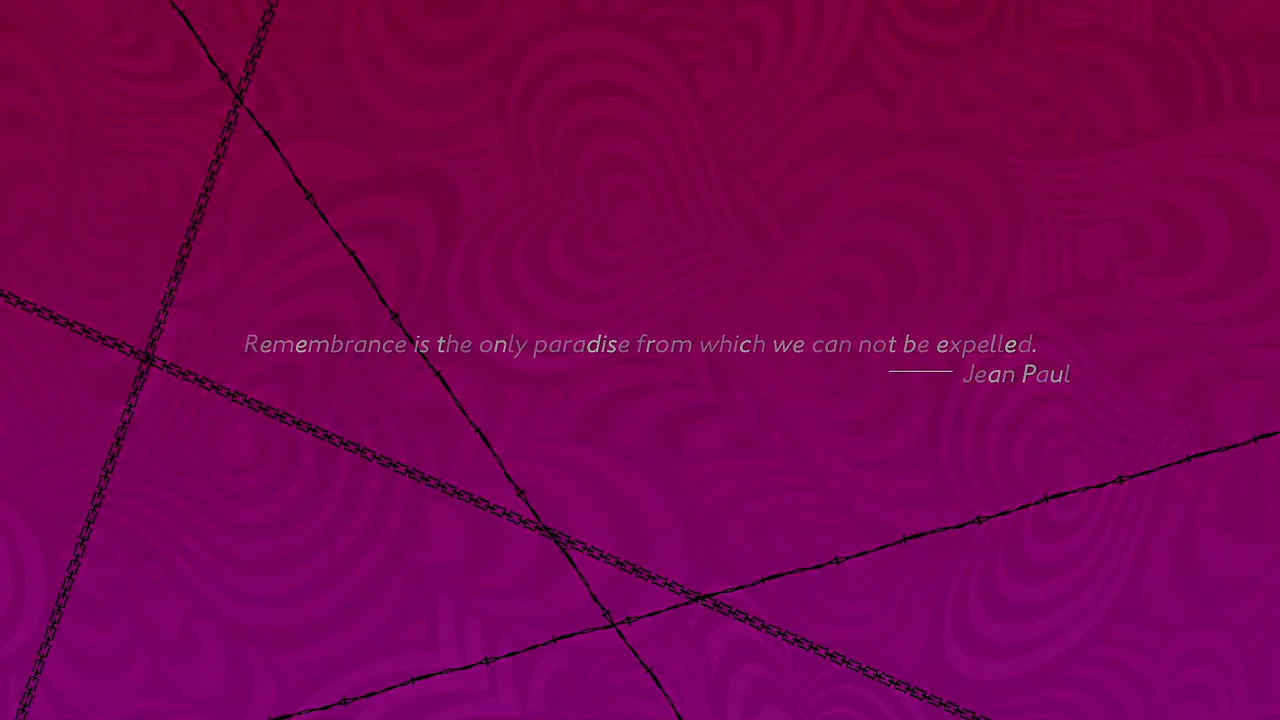 Remembrance is the only paradise from which we can not be expelled.
—— Jean Paul